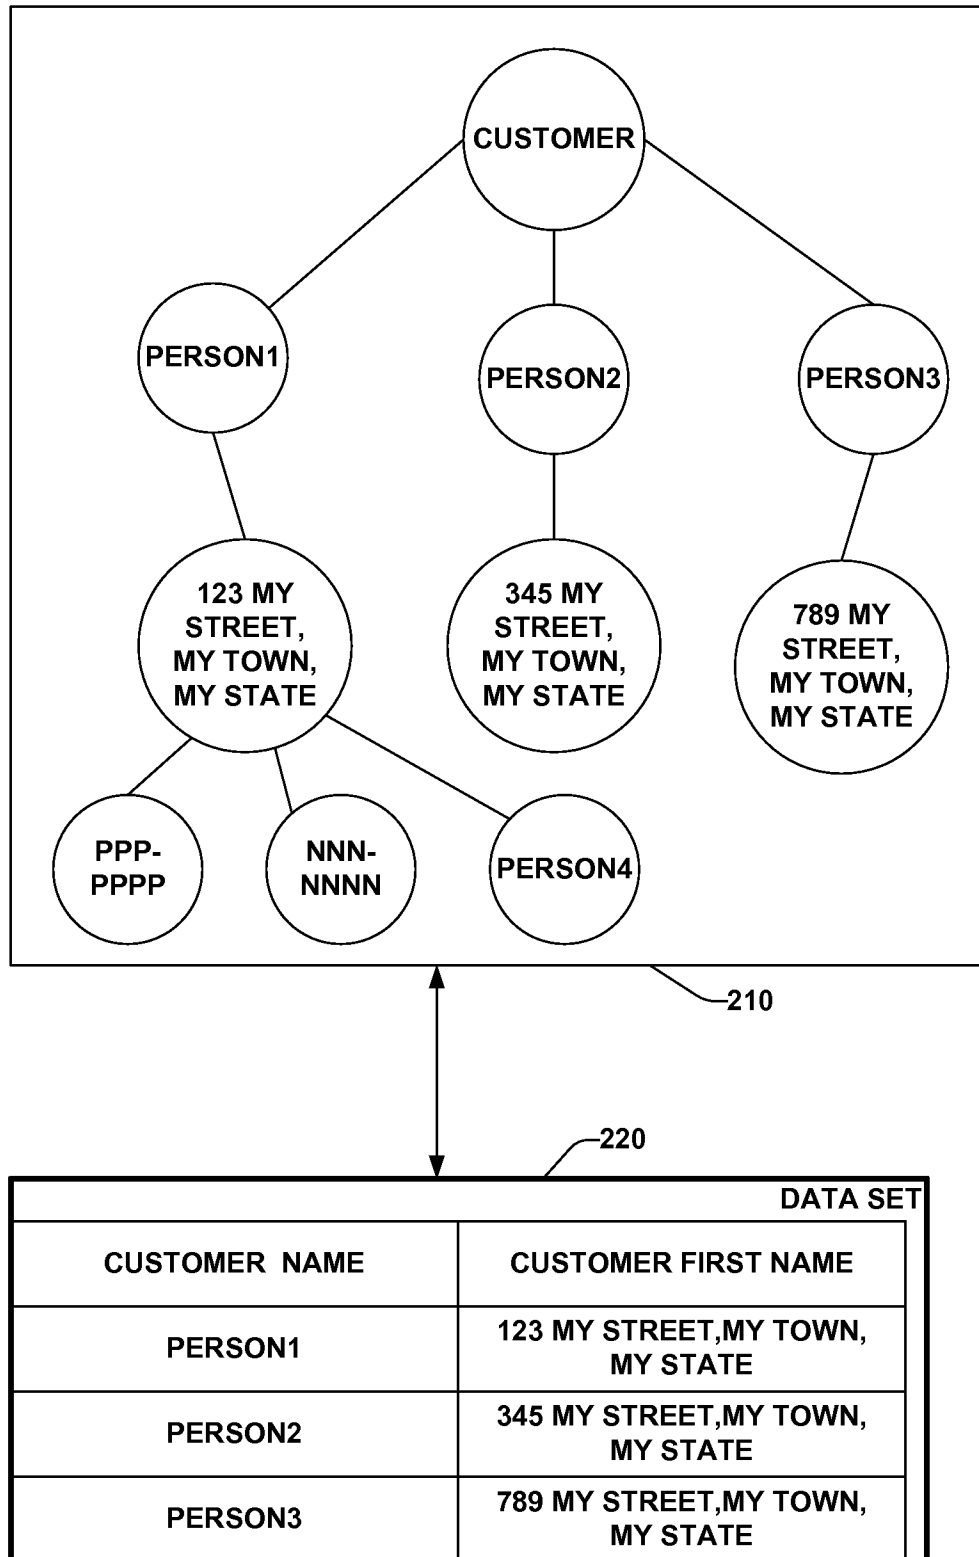 CUSTOMER
PERSON1
PERSON2
PERSON3
123 MY
STREET,
MY TOWN,
MY STATE
345 MY
STREET,
MY TOWN,
MY STATE
789 MY
STREET,
MY TOWN,
MY STATE
PPP-
PPPP
NNN-
NNNN
PERSON4
210
220
DATA SET
CUSTOMER NAME
CUSTOMER FIRST NAME
PERSON1
123 MY STREET,MY TOWN,
MY STATE
PERSON2
345 MY STREET,MY TOWN,
MY STATE
PERSON3
789 MY STREET,MY TOWN,
MY STATE